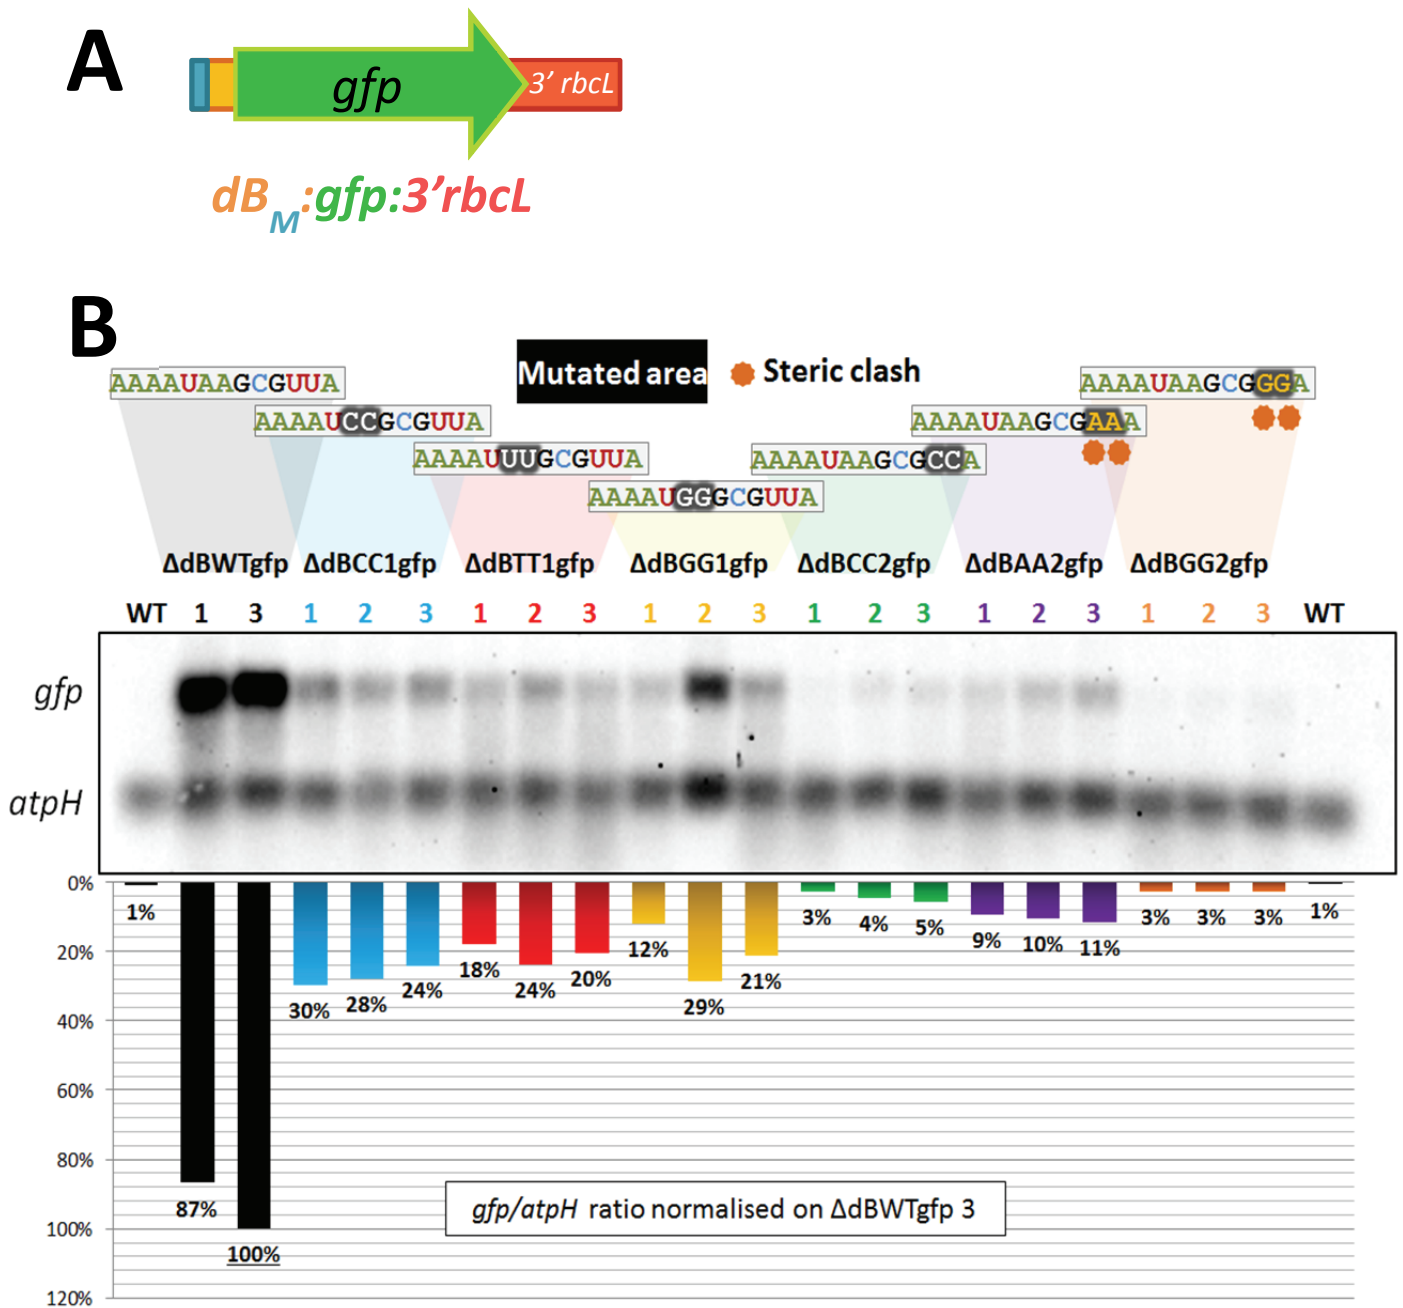 A
gfp
3’ rbcL
dBM:gfp:3’rbcL
B
Mutated area
Steric clash
AAAAUAAGCGUUA
AAAAUCCGCGUUA
AAAAUUUGCGUUA
AAAAUGGGCGUUA
AAAAUAAGCGCCA
AAAAUAAGCGAAA
AAAAUAAGCGGGA
ΔdBWTgfp ΔdBCC1gfp ΔdBTT1gfp ΔdBGG1gfp ΔdBCC2gfp ΔdBAA2gfp ΔdBGG2gfp
WT 1 3 1 2 3 1 2 3 1 2 3 1 2 3 1 2 3 1 2 3 WT
gfp
atpH
0%
20%
40%
60%
80%
100%
120%
1% 87% 100% 30% 28% 24% 18% 24% 20% 12% 29% 21% 3% 4% 5% 9% 10% 11% 3% 3% 3% 1%
gfp/atpH ratio normalised on ΔdBWTgfp 3